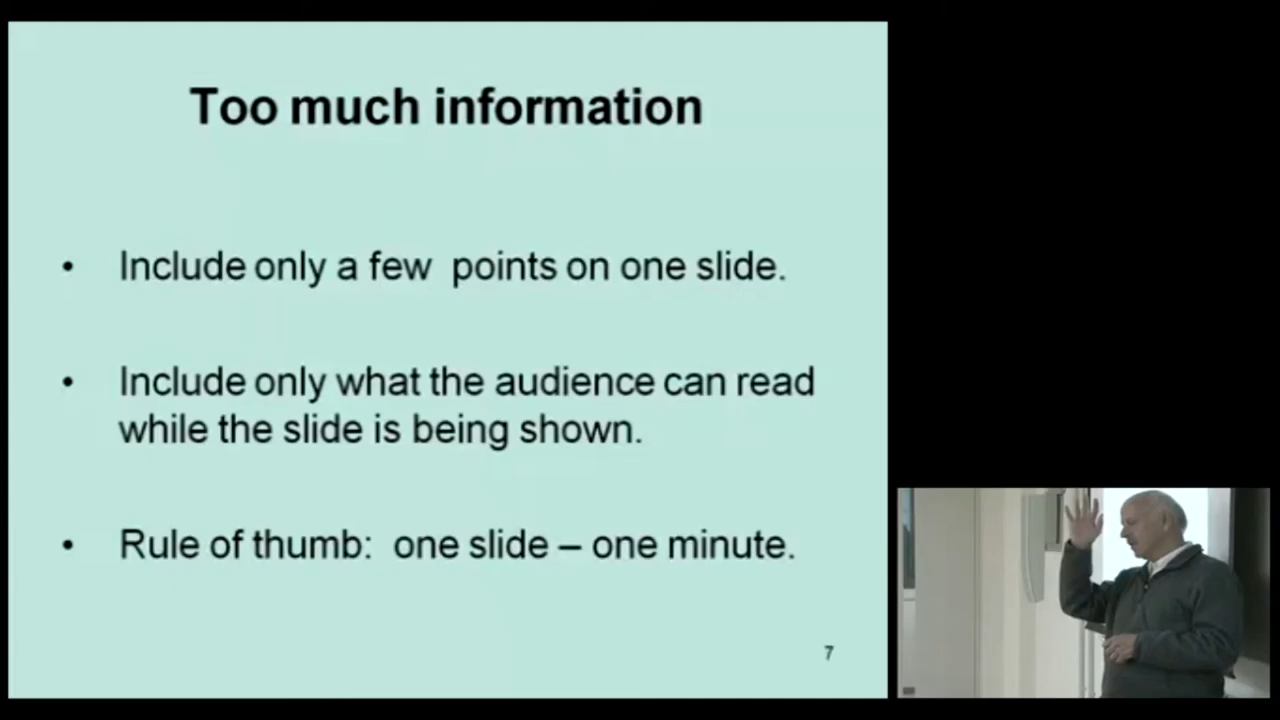 Too much information
• Include only a few  points on one slide.
• Include only what the audience can read
while the slide is being shown.
• Rule of thumb:  one slide – one minute.
7